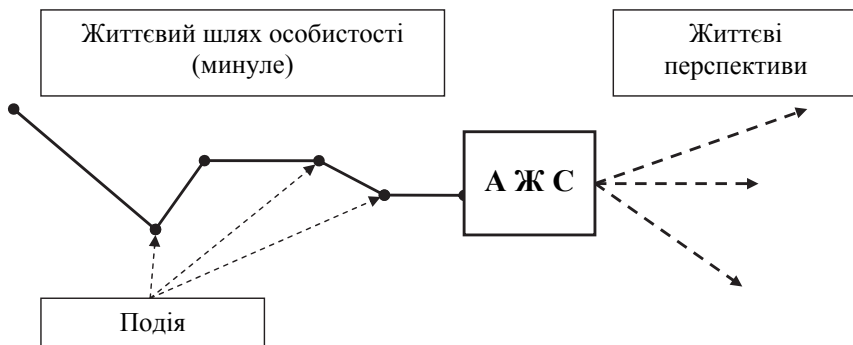 Життєвий шлях особистості
(минуле)
Життєві
перспективи
А Ж С
Подія